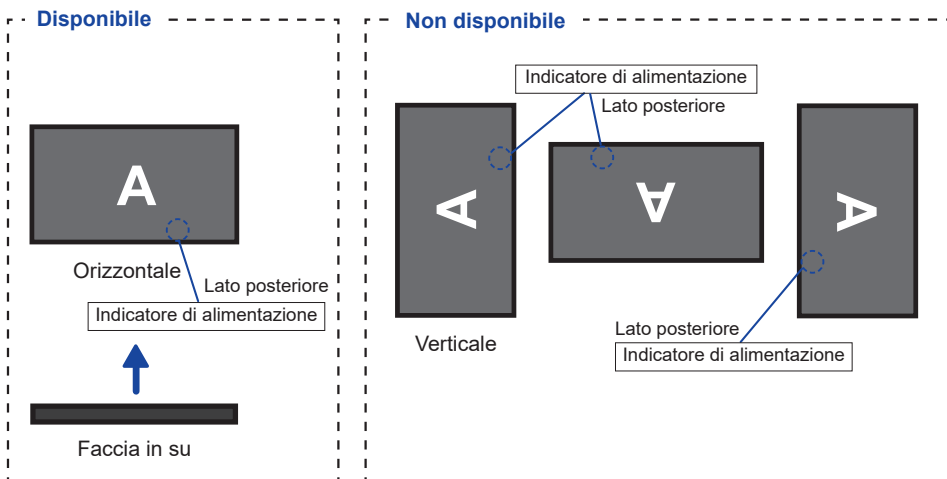 Disponibile
A
Orizzontale
Lato posteriore
Indicatore di alimentazione
Faccia in su
Non disponibile
Indicatore di alimentazione
Lato posteriore
A
A
A
Verticale
Lato posteriore
Indicatore di alimentazione